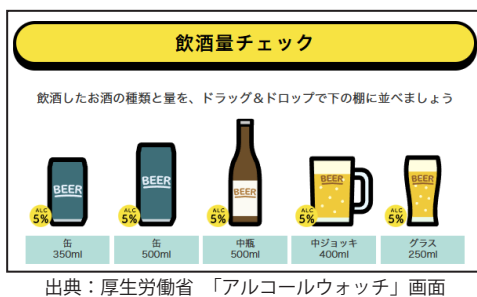 飲酒量チェック
飲酒したお酒の種類と量を、ドラッグ＆ドロップで下の棚に並べましょう
BEER
BEER
BEER
BEER
BEER
ALC 5%
ALC 5%
ALC 5%
ALC 5%
ALC 5%
缶 350ml
缶 500ml
中瓶 500ml
中ジョッキ 400ml
グラス 250ml
出典：厚生労働省 「アルコールウォッチ」画面